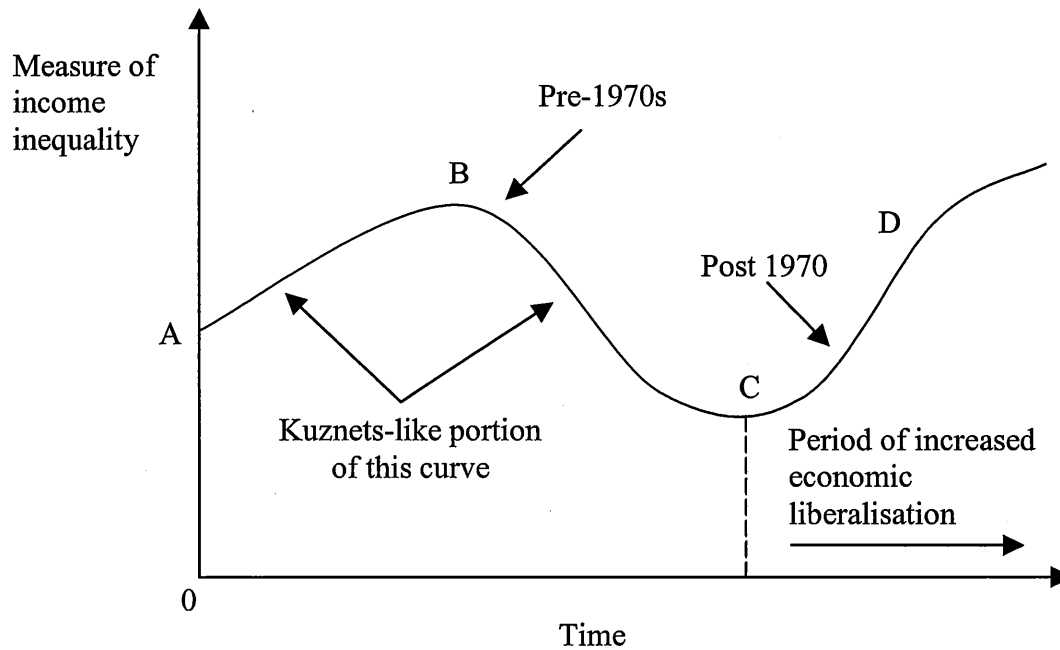 Measure of
income
inequality
Pre-1970s
B
D
Post 1970
A
C
Kuznets-like portion
of this curve
Period of increased
economic
liberalisation
0
Time